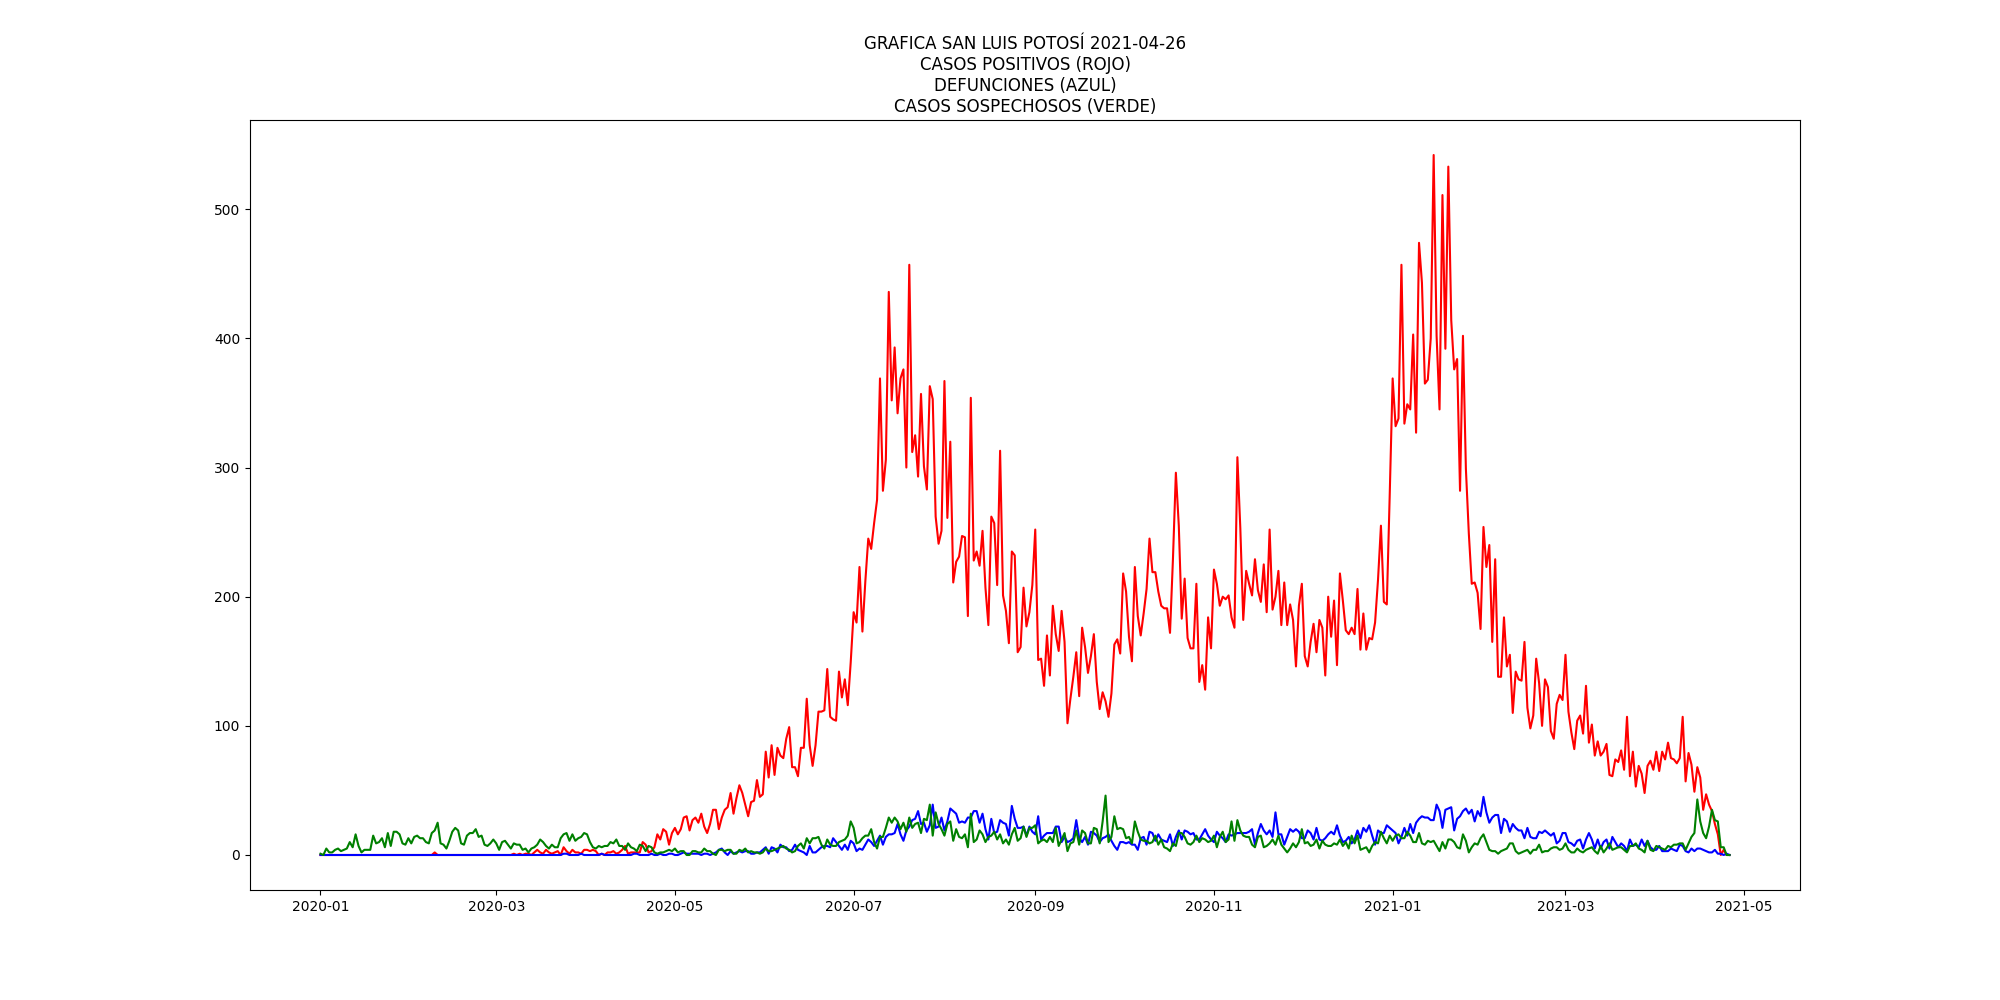 GRAFICA SAN LUIS POTOSÍ 2021-04-26
CASOS POSITIVOS (ROJO)
DEFUNCIONES (AZUL)
CASOS SOSPECHOSOS (VERDE)
500
400
300
200
100
0
2020-01 2020-03 2020-05 2020-07 2020-09 2020-11 2021-01 2021-03 2021-05